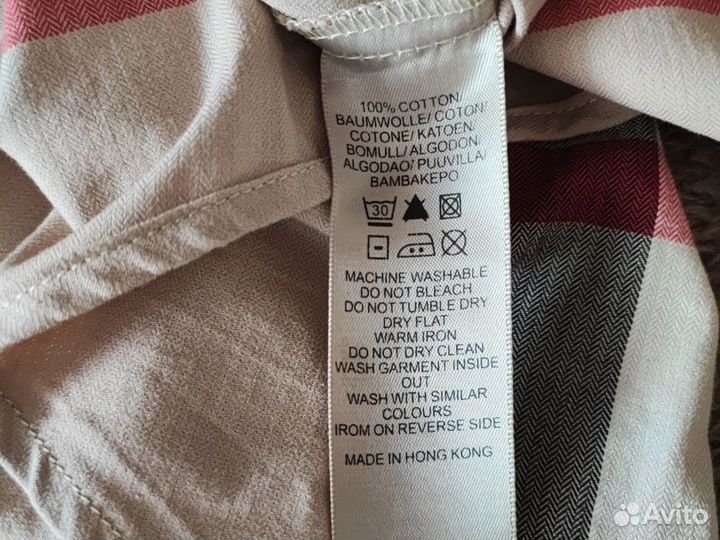 100% COTTON/
BAUMWOLLE/ COTON/
COTONE/ KATOEN/
BOMULL/ ALGODON/
ALGODAO/ PUUVILLA/
BAMBAKEPO
30
MACHINE WASHABLE
DO NOT BLEACH
DO NOT TUMBLE DRY
DRY FLAT
WARM IRON
DO NOT DRY CLEAN
WASH GARMENT INSIDE
OUT
WASH WITH SIMILAR
COLOURS
IROM ON REVERSE SIDE
MADE IN HONG KONG
Avito